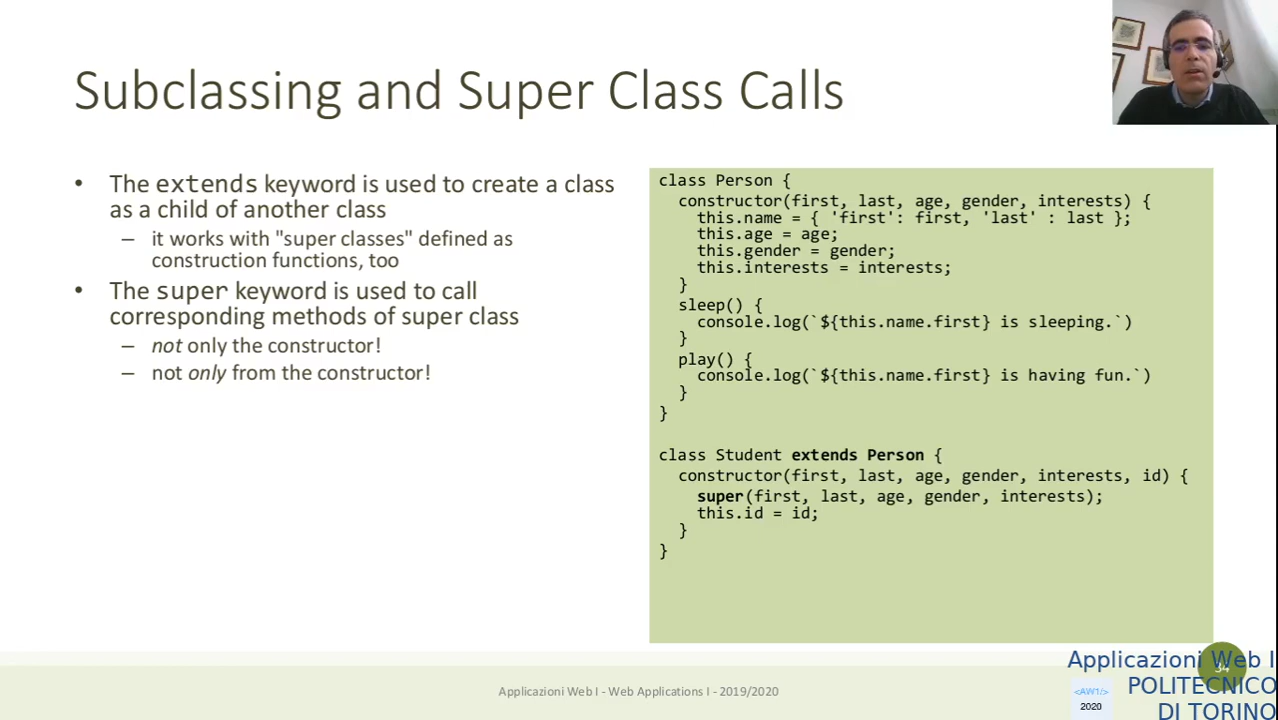 Subclassing and Super Class Calls
• The extends keyword is used to create a class
as a child of another class
– it works with "super classes" defined as
construction functions, too
• The super keyword is used to call
corresponding methods of super class
– not only the constructor!
– not only from the constructor!
class Person {
constructor(first, last, age, gender, interests) {
this.name = { 'first': first, 'last' : last };
this.age = age;
this.gender = gender;
this.interests = interests;
}
sleep() {
console.log(`${this.name.first} is sleeping.`)
}
play() {
console.log(`${this.name.first} is having fun.`)
}
}
class Student extends Person {
constructor(first, last, age, gender, interests, id) {
super(first, last, age, gender, interests);
this.id = id;
}
}
Applicazioni Web I - Web Applications I - 2019/2020
34
Applicazioni Web I
POLITECNICO
DI TORINO
<AW1/>
2020